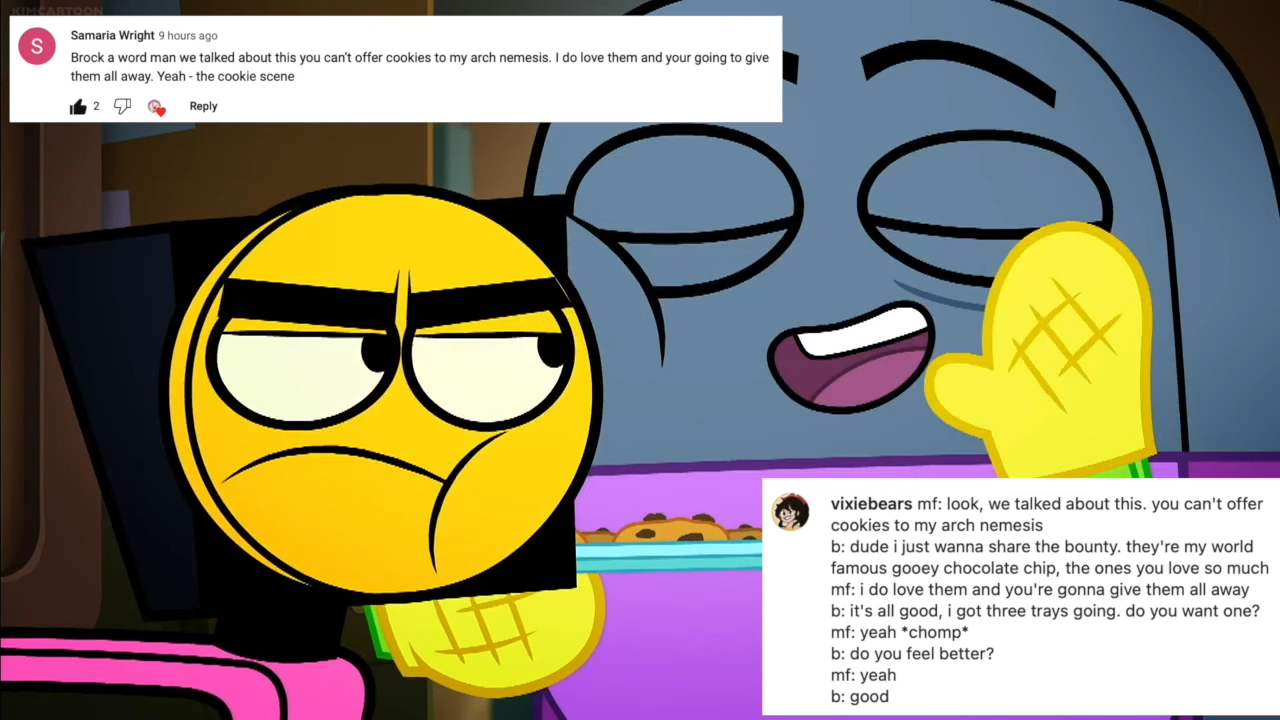 KIMCARTOON
S
Samaria Wright 9 hours ago
Brock a word man we talked about this you can't offer cookies to my arch nemesis. I do love them and your going to give
them all away. Yeah - the cookie scene
2 Reply
vixiebears mf: look, we talked about this. you can't offer
cookies to my arch nemesis
b: dude i just wanna share the bounty. they're my world
famous gooey chocolate chip, the ones you love so much
mf: i do love them and you're gonna give them all away
b: it's all good, i got three trays going. do you want one?
mf: yeah *chomp*
b: do you feel better?
mf: yeah
b: good